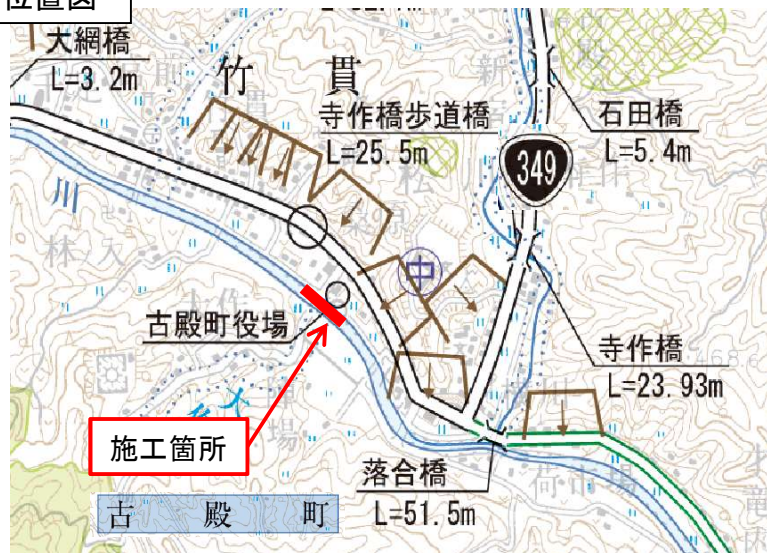 位置図
大網橋
L=3.2m
竹貫
寺作橋歩道橋
L=25.5m
石田橋
L=5.4m
349
中
川
古殿町役場
寺作橋
L=23.93m
施工箇所
落合橋
L=51.5m
古殿町